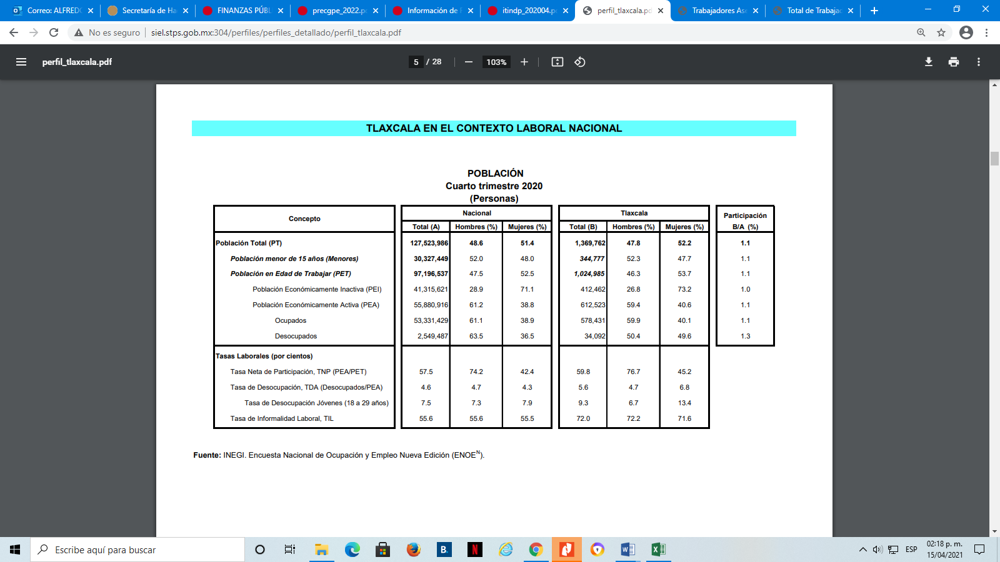 Correo: ALFREDO
Secretaría de Ha
FINANZAS PÚBL
precgpe_2022.pd
Información de F
itindp_202004.p
perfil_tlaxcala.pd
Trabajadores Ase
Total de Trabajad
No es seguro
siel.stps.gob.mx:304/perfiles/perfiles_detallado/perfil_tlaxcala.pdf
perfil_tlaxcala.pdf
5 / 28
103%
TLAXCALA EN EL CONTEXTO LABORAL NACIONAL
POBLACIÓN
Cuarto trimestre 2020
(Personas)
Concepto Nacional Tlaxcala Participación B/A (%)
Total (A) Hombres (%) Mujeres (%) Total (B) Hombres (%) Mujeres (%)
Población Total (PT) 127,523,986 48.6 51.4 1,369,762 47.8 52.2 1.1
Población menor de 15 años (Menores) 30,327,449 52.0 48.0 344,777 52.3 47.7 1.1
Población en Edad de Trabajar (PET) 97,196,537 47.5 52.5 1,024,985 46.3 53.7 1.1
Población Económicamente Inactiva (PEI) 41,315,621 28.9 71.1 412,462 26.8 73.2 1.0
Población Económicamente Activa (PEA) 55,880,916 61.2 38.8 612,523 59.4 40.6 1.1
Ocupados 53,331,429 61.1 38.9 578,431 59.9 40.1 1.1
Desocupados 2,549,487 63.5 36.5 34,092 50.4 49.6 1.3
Tasas Laborales (por cientos)
Tasa Neta de Participación, TNP (PEA/PET) 57.5 74.2 42.4 59.8 76.7 45.2
Tasa de Desocupación, TDA (Desocupados/PEA) 4.6 4.7 4.3 5.6 4.7 6.8
Tasa de Desocupación Jóvenes (18 a 29 años) 7.5 7.3 7.9 9.3 6.7 13.4
Tasa de Informalidad Laboral, TIL 55.6 55.6 55.5 72.0 72.2 71.6
Fuente: INEGI. Encuesta Nacional de Ocupación y Empleo Nueva Edición (ENOEᴺ).
Escribe aquí para buscar
B.
N
ESP
02:18 p. m.
15/04/2021